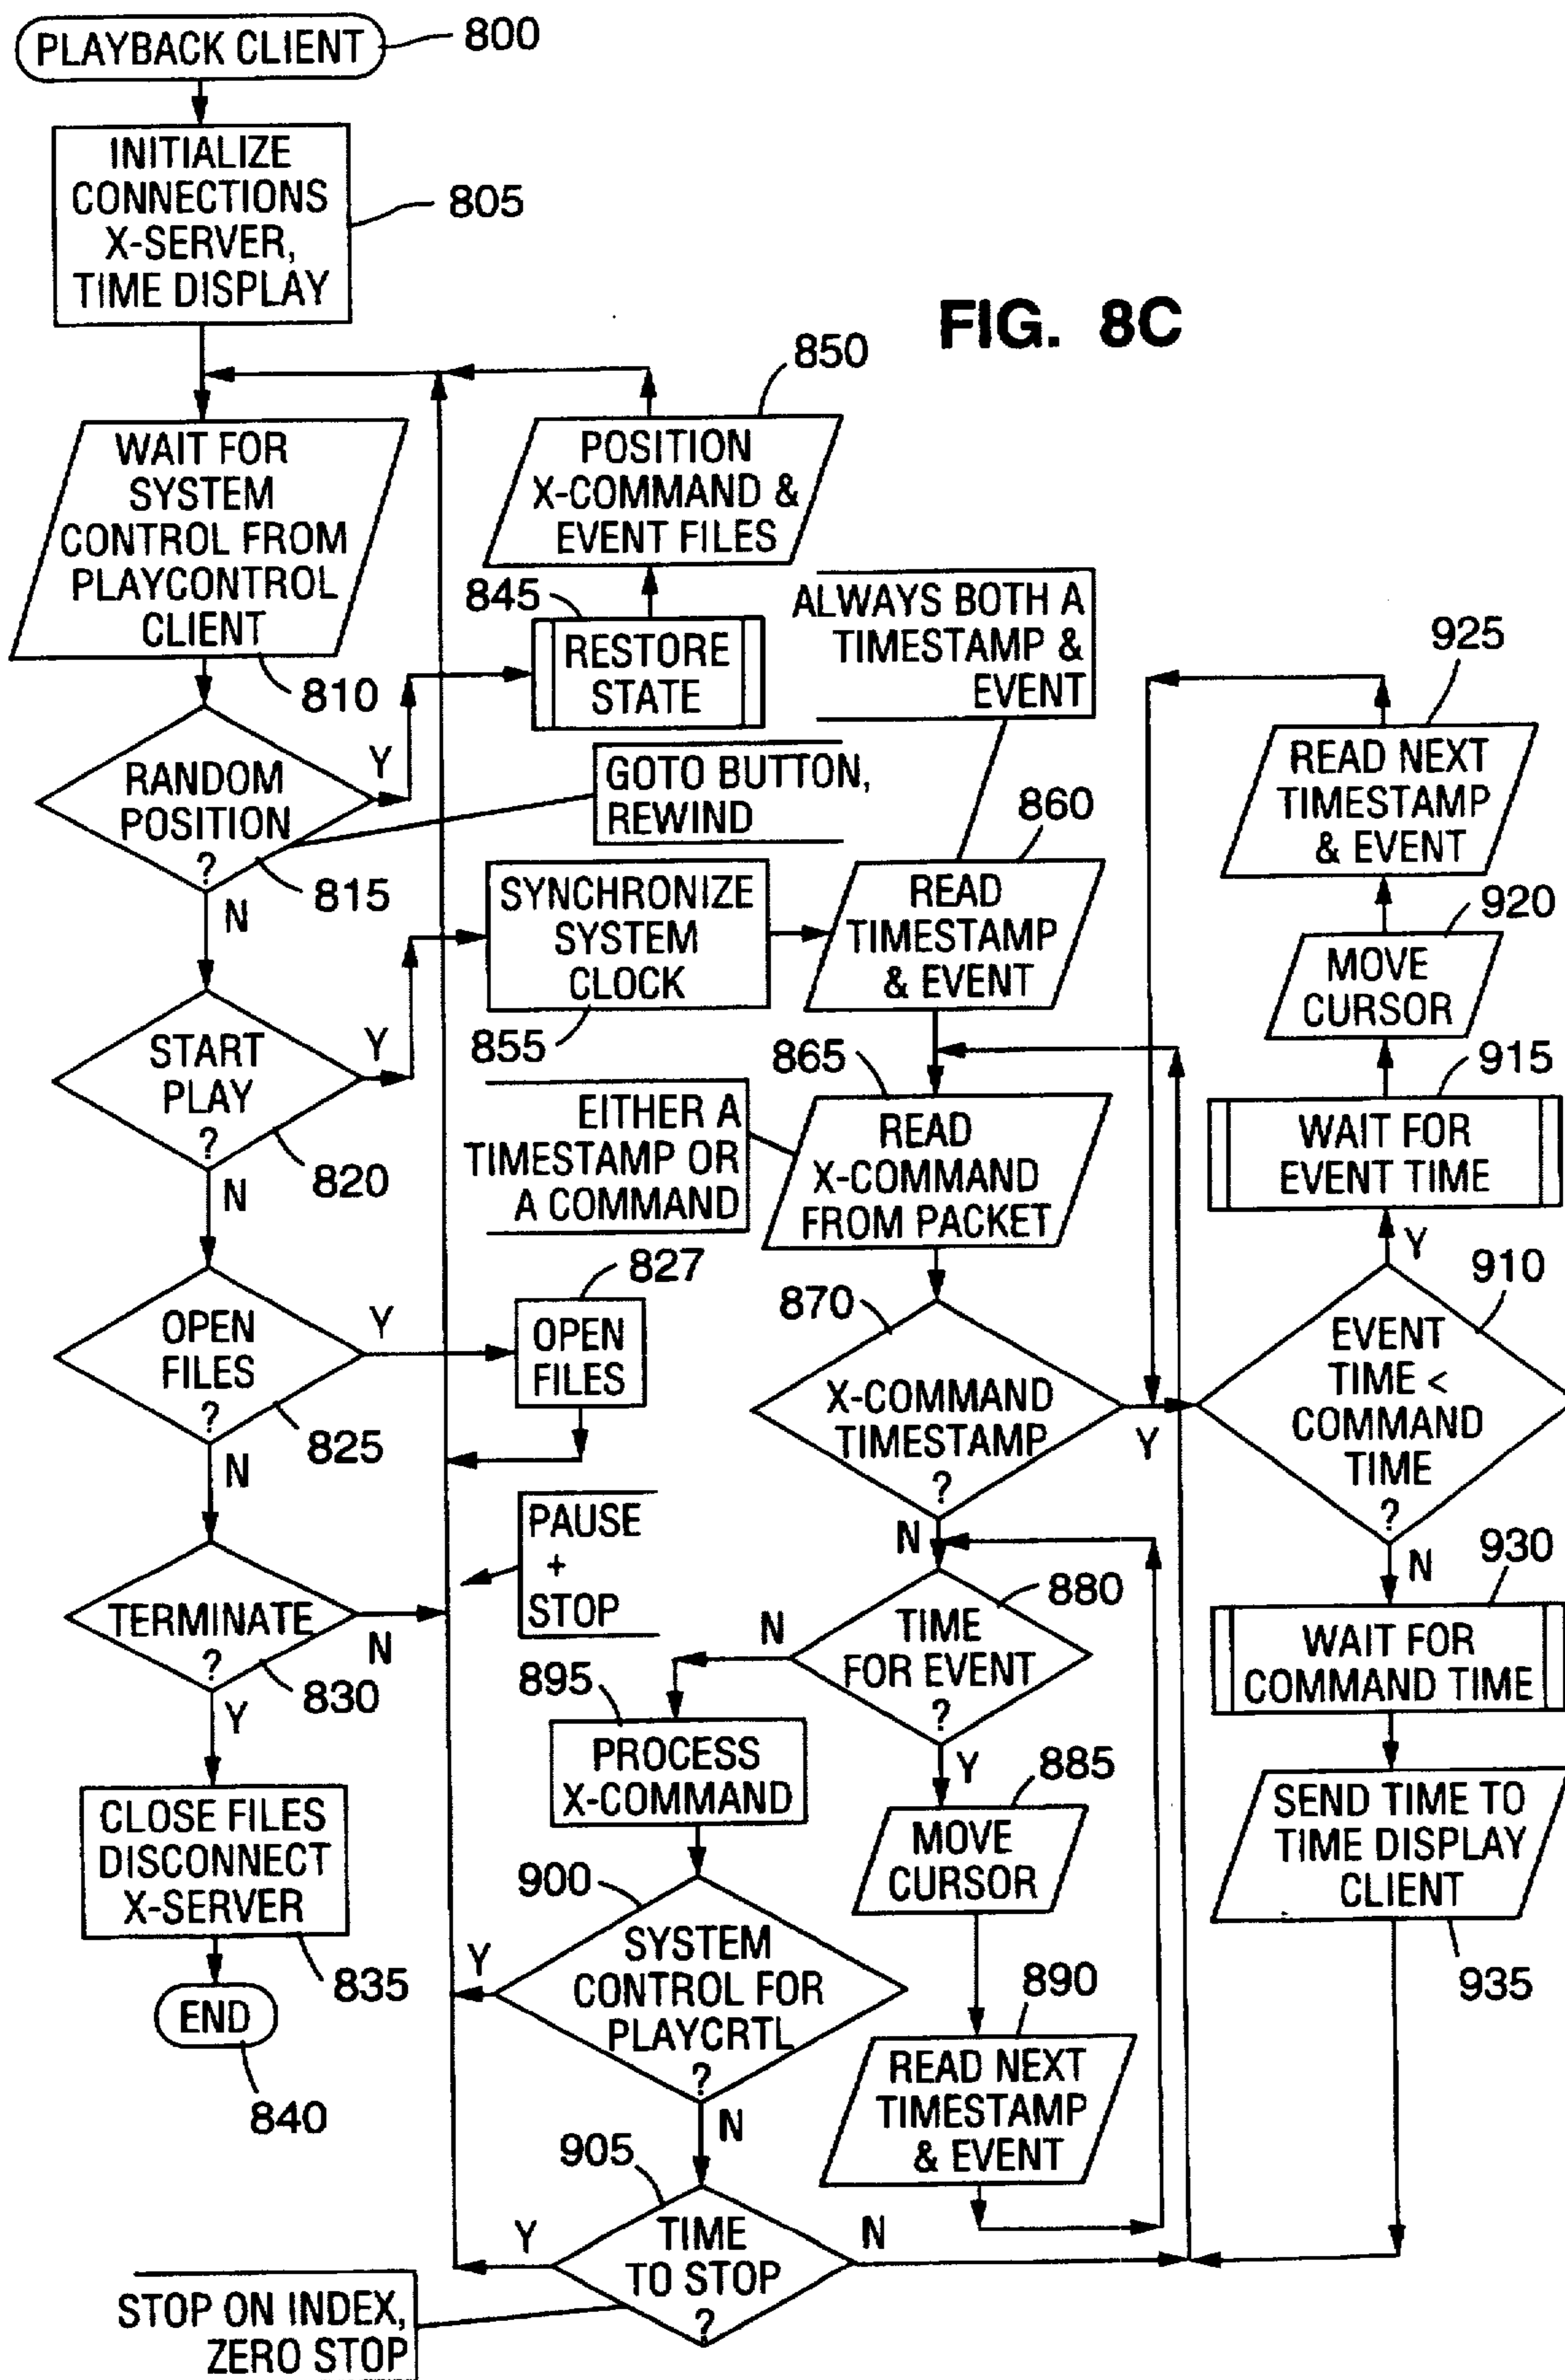 PLAYBACK CLIENT
800
INITIALIZE
CONNECTIONS
X-SERVER,
TIME DISPLAY
805
FIG. 8C
WAIT FOR
SYSTEM
CONTROL FROM
PLAYCONTROL
CLIENT
810
850
POSITION
X-COMMAND &
EVENT FILES
845
RESTORE
STATE
ALWAYS BOTH A
TIMESTAMP &
EVENT
RANDOM
POSITION
?
Y
N
815
GOTO BUTTON,
REWIND
START
PLAY
?
Y
N
820
SYNCHRONIZE
SYSTEM
CLOCK
855
860
READ
TIMESTAMP
& EVENT
865
EITHER A
TIMESTAMP OR
A COMMAND
READ
X-COMMAND
FROM PACKET
OPEN
FILES
?
Y
N
825
827
OPEN
FILES
870
X-COMMAND
TIMESTAMP
?
Y
N
TERMINATE
?
N
Y
830
PAUSE
+
STOP
CLOSE FILES
DISCONNECT
X-SERVER
835
END
840
880
TIME
FOR EVENT
?
N
Y
895
PROCESS
X-COMMAND
885
MOVE
CURSOR
900
SYSTEM
CONTROL FOR
PLAYCRTL
?
Y
N
890
READ NEXT
TIMESTAMP
& EVENT
905
TIME
TO STOP
?
Y
N
STOP ON INDEX,
ZERO STOP
925
READ NEXT
TIMESTAMP
& EVENT
920
MOVE
CURSOR
915
WAIT FOR
EVENT TIME
Y
910
EVENT
TIME <
COMMAND
TIME
?
N
930
WAIT FOR
COMMAND TIME
SEND TIME TO
TIME DISPLAY
CLIENT
935